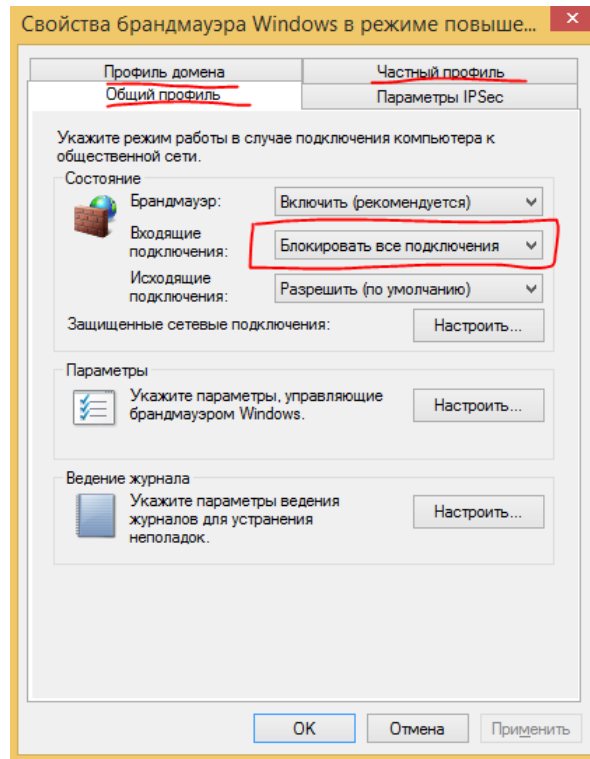 Свойства брандмауэра Windows в режиме повыше...
Профиль домена
Частный профиль
Общий профиль
Параметры IPSec
Укажите режим работы в случае подключения компьютера к
общественной сети.
Состояние
Брандмауэр:
Включить (рекомендуется)
Входящие
подключения:
Блокировать все подключения
Исходящие
подключения:
Разрешить (по умолчанию)
Защищенные сетевые подключения:
Настроить...
Параметры
Укажите параметры, управляющие
брандмауэром Windows.
Настроить...
Ведение журнала
Укажите параметры ведения
журналов для устранения
неполадок.
Настроить...
OK
Отмена
Применить